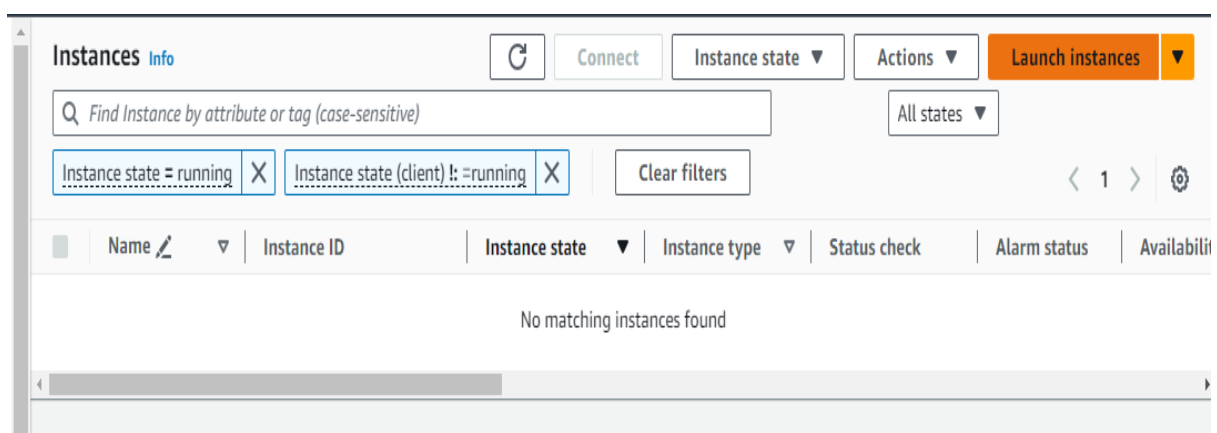 Instances Info Connect Instance state Actions Launch instances
Find Instance by attribute or tag (case-sensitive) All states
Instance state = running Instance state (client) !: =running Clear filters 1
Name Instance ID Instance state Instance type Status check Alarm status Availabilit
No matching instances found